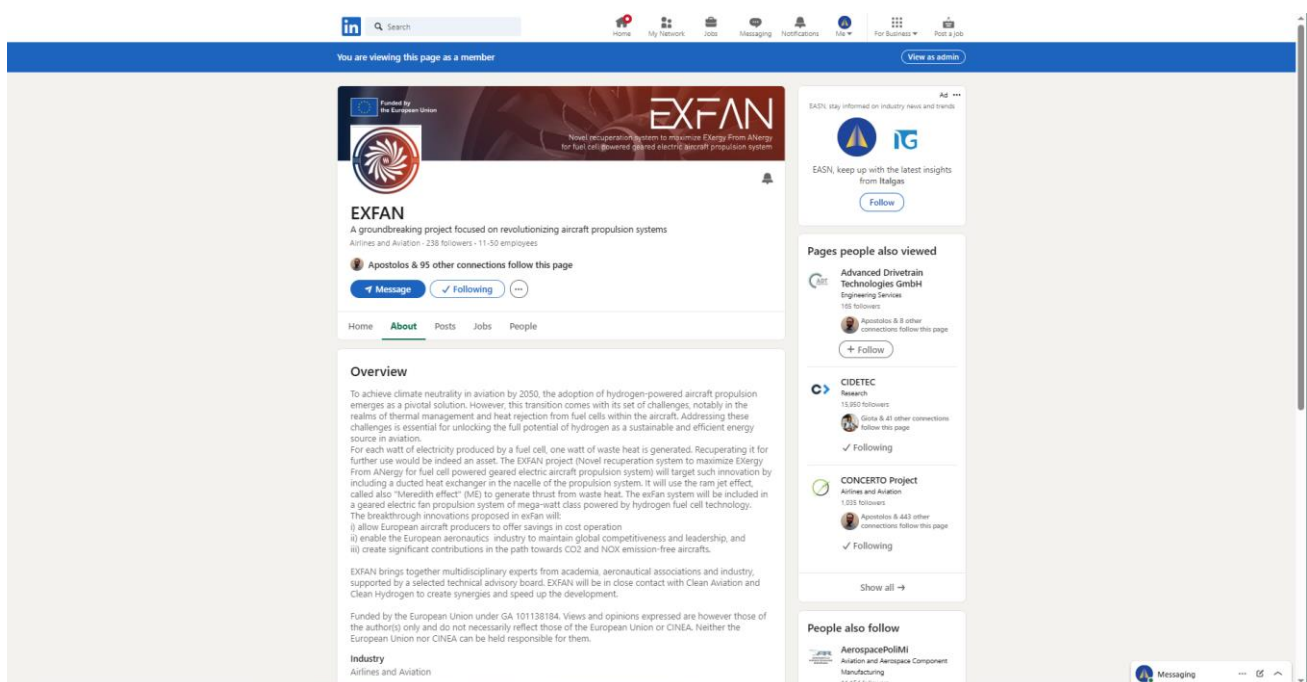 in
Search
Home
My Network
Jobs
Messaging
Notifications
Me
For Business
Post a job
You are viewing this page as a member
View as admin
Funded by
the European Union
EXFAN
Novel recuperation system to maximize EXergy From ANergy
for fuel cell powered geared electric aircraft propulsion system
EXFAN
A groundbreaking project focused on revolutionizing aircraft propulsion systems
Airlines and Aviation · 238 followers · 11-50 employees
Apostolos & 95 other connections follow this page
Message
Following
Home
About
Posts
Jobs
People
Overview
To achieve climate neutrality in aviation by 2050, the adoption of hydrogen-powered aircraft propulsion
emerges as a pivotal solution. However, this transition comes with its set of challenges, notably in the
realms of thermal management and heat rejection from fuel cells within the aircraft. Addressing these
challenges is essential for unlocking the full potential of hydrogen as a sustainable and efficient energy
source in aviation.
For each watt of electricity produced by a fuel cell, one watt of waste heat is generated. Recuperating it for
further use would be indeed an asset. The EXFAN project (Novel recuperation system to maximize EXergy
From ANergy for fuel cell powered geared electric aircraft propulsion system) will target such innovation by
including a ducted heat exchanger in the nacelle of the propulsion system. It will use the ram jet effect,
called also "Meredith effect" (ME) to generate thrust from waste heat. The exFan system will be included in
a geared electric fan propulsion system of mega-watt class powered by hydrogen fuel cell technology.
The breakthrough innovations proposed in exFan will:
i) allow European aircraft producers to offer savings in cost operation
ii) enable the European aeronautics industry to maintain global competitiveness and leadership, and
iii) create significant contributions in the path towards CO2 and NOX emission-free aircrafts.
EXFAN brings together multidisciplinary experts from academia, aeronautical associations and industry,
supported by a selected technical advisory board. EXFAN will be in close contact with Clean Aviation and
Clean Hydrogen to create synergies and speed up the development.
Funded by the European Union under GA 101138184. Views and opinions expressed are however those of
the author(s) only and do not necessarily reflect those of the European Union or CINEA. Neither the
European Union nor CINEA can be held responsible for them.
Industry
Airlines and Aviation
Ad
EASN, stay informed on industry news and trends
EASN, keep up with the latest insights
from Italgas
Follow
Pages people also viewed
ADT
Advanced Drivetrain
Technologies GmbH
Engineering Services
165 followers
Apostolos & 8 other
connections follow this page
+ Follow
CIDETEC
Research
15,950 followers
Giota & 41 other connections
follow this page
Following
CONCERTO Project
Airlines and Aviation
1,035 followers
Apostolos & 443 other
connections follow this page
Following
Show all →
People also follow
AerospacePoliMi
Aviation and Aerospace Component
Manufacturing
Messaging